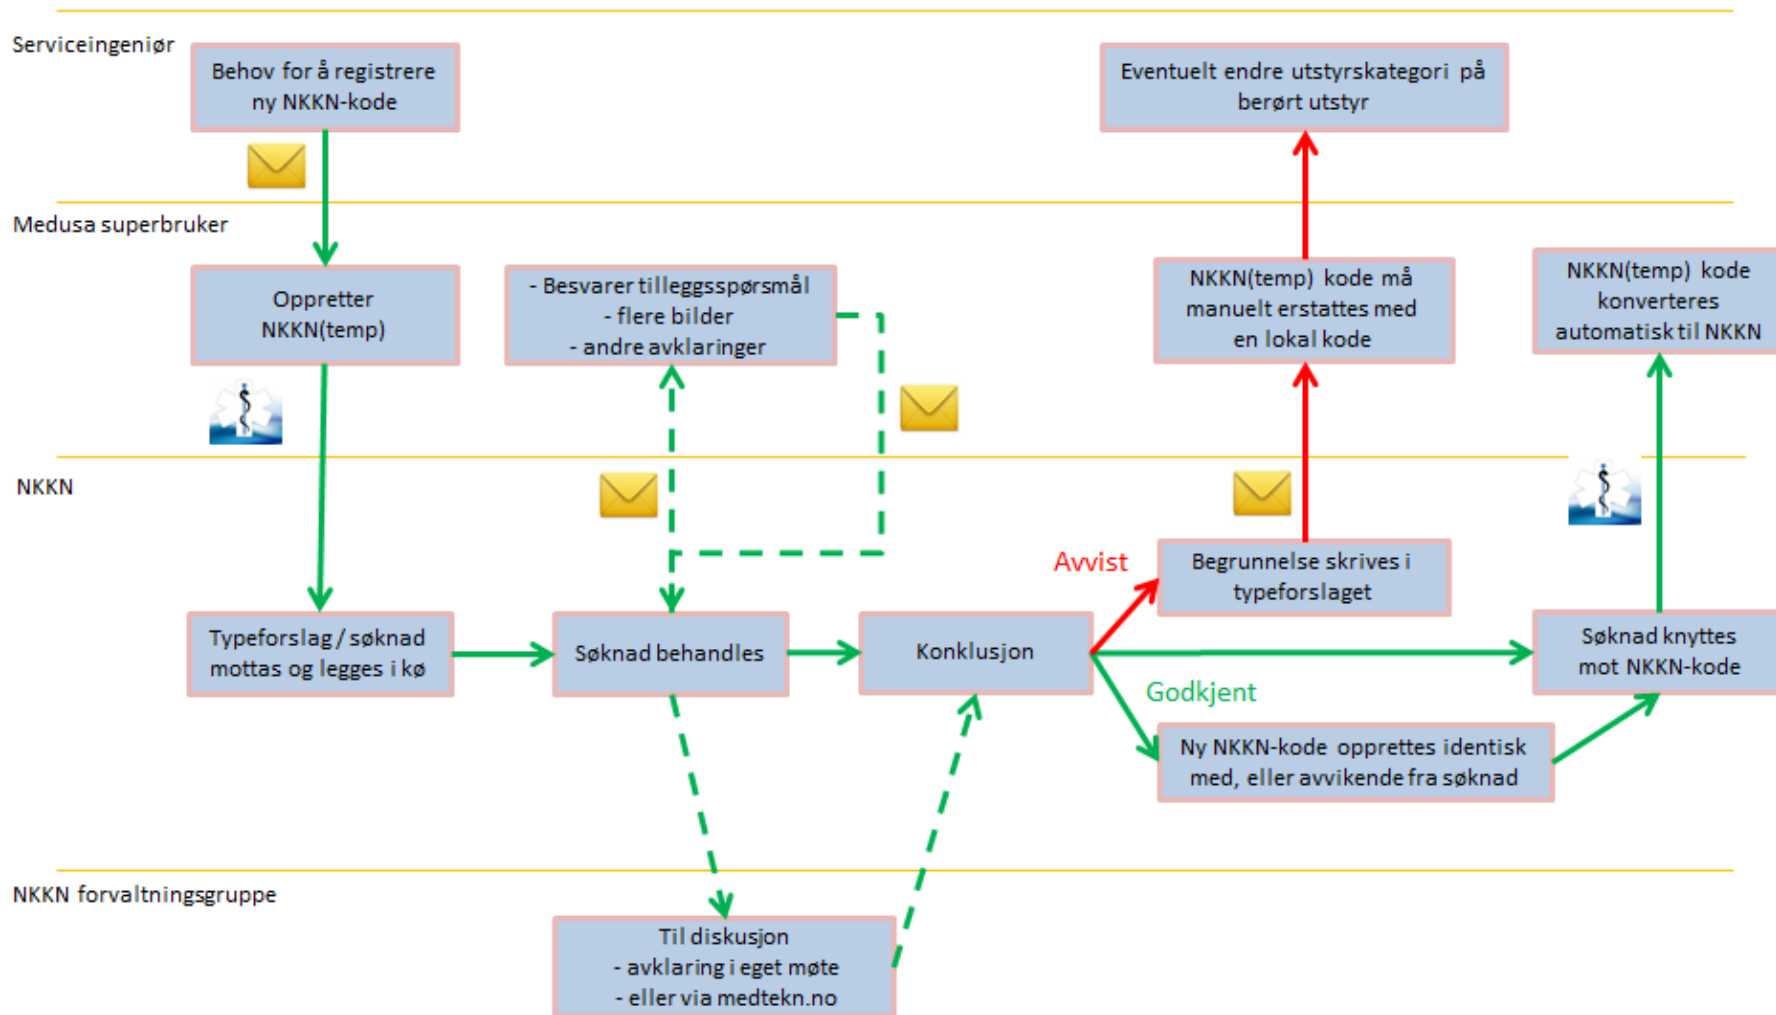 Serviceingeniør
Behov for å registrere
ny NKKN-kode
Eventuelt endre utstyrskategori på
berørt utstyr
Medusa superbruker
Oppretter
NKKN(temp)
- Besvarer tilleggsspørsmål
- flere bilder
- andre avklaringer
NKKN(temp) kode må
manuelt erstattes med
en lokal kode
NKKN(temp) kode
konverteres
automatisk til NKKN
NKKN
Avvist
Begrunnelse skrives i
typeforslaget
Typeforslag / søknad
mottas og legges i kø
Søknad behandles
Konklusjon
Søknad knyttes
mot NKKN-kode
Godkjent
Ny NKKN-kode opprettes identisk
med, eller avvikende fra søknad
NKKN forvaltningsgruppe
Til diskusjon
- avklaring i eget møte
- eller via medtekn.no